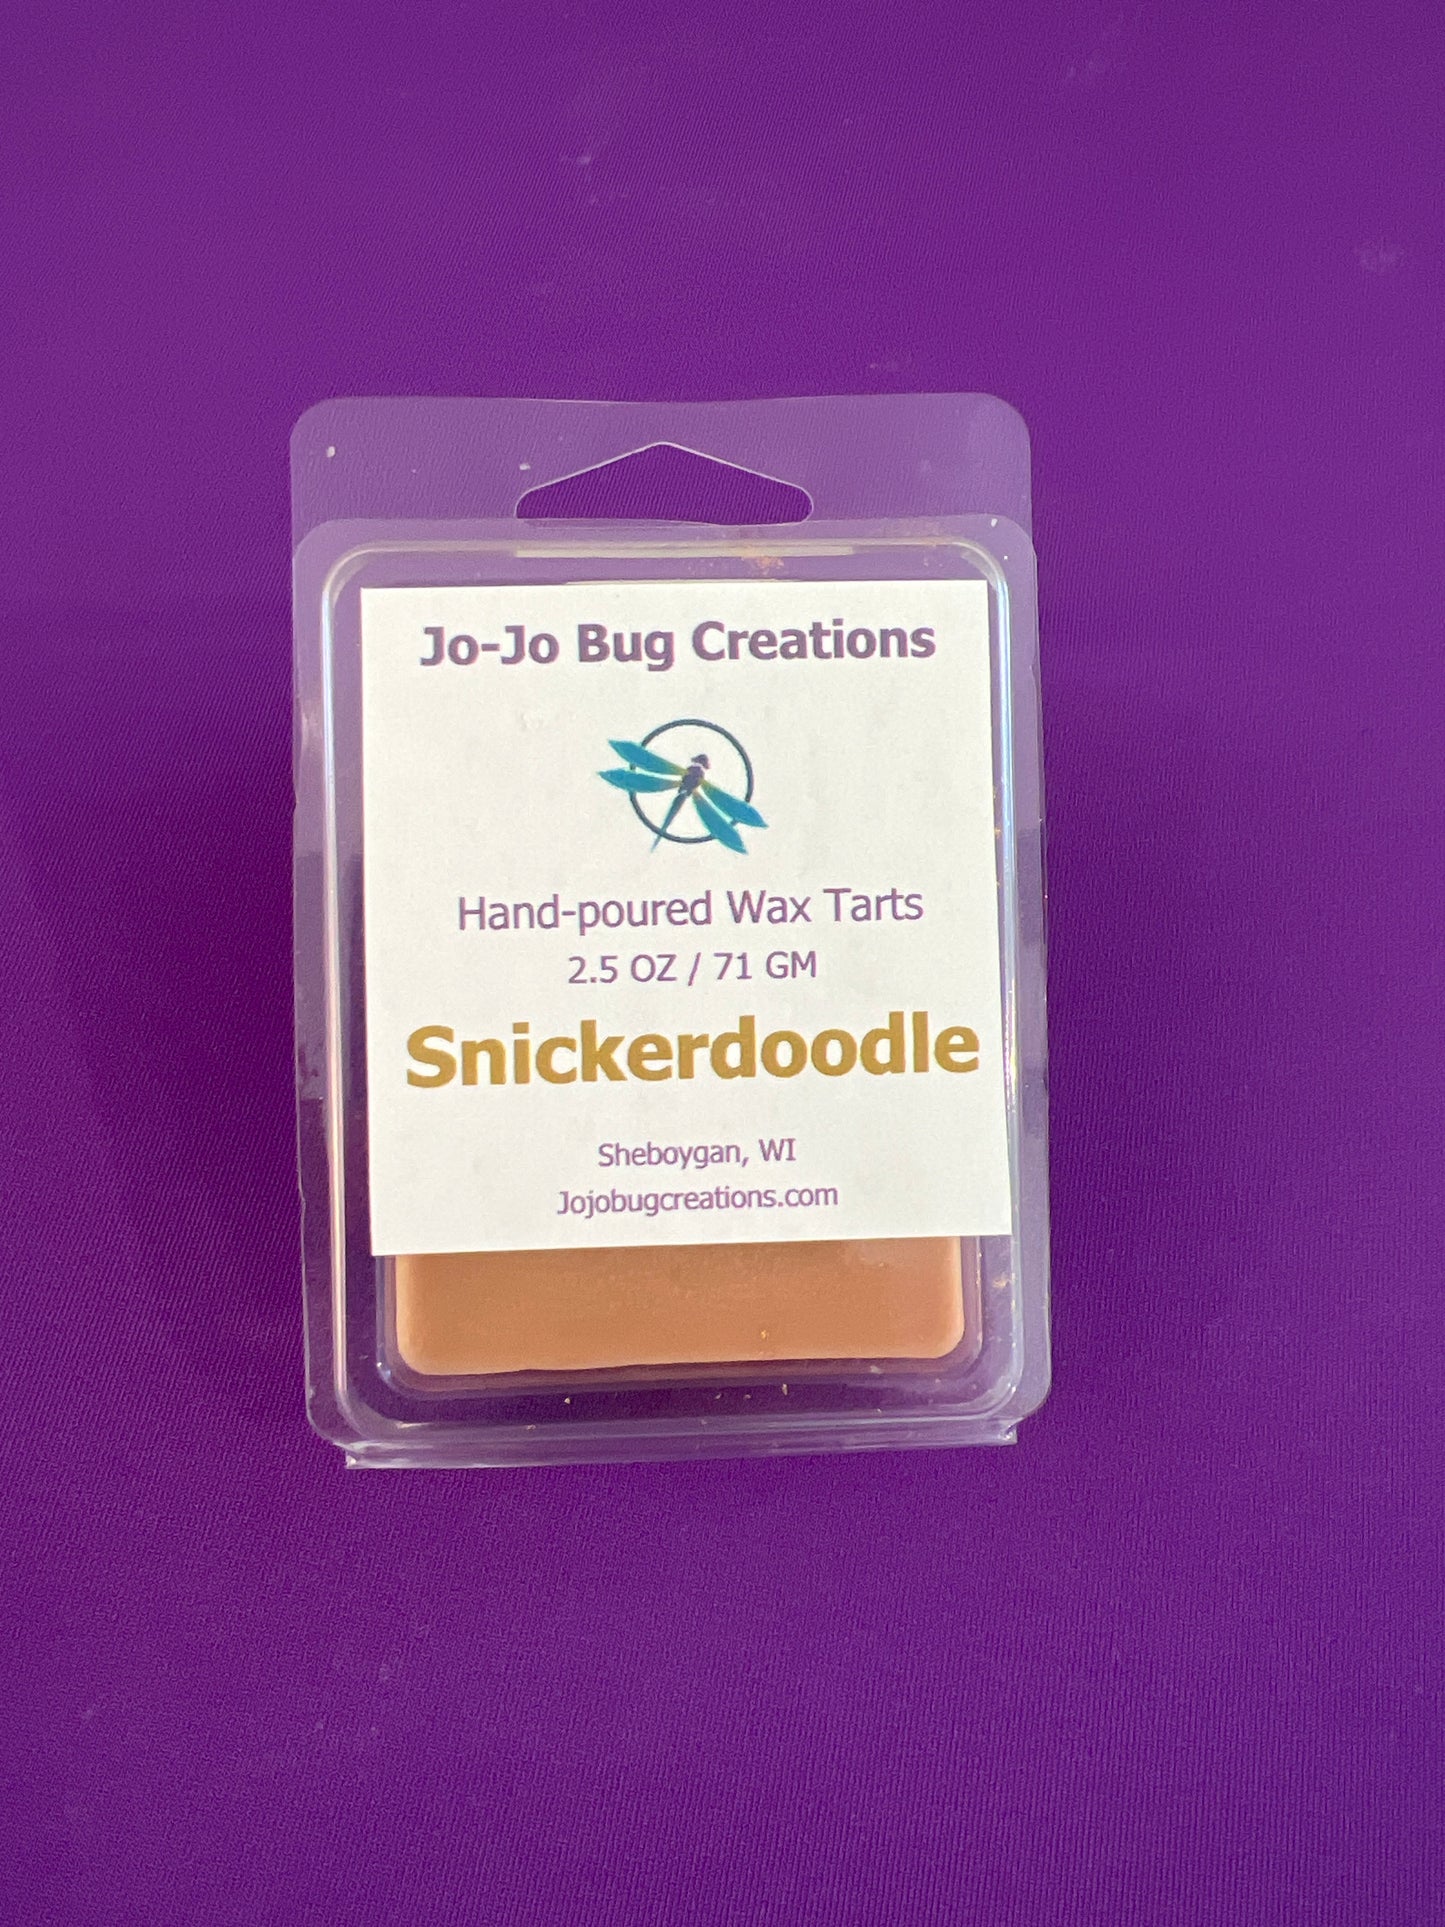 Jo-Jo Bug Creations
Hand-poured Wax Tarts
2.5 OZ / 71 GM
Snickerdoodle
Sheboygan, WI
Jojobugcreations.com